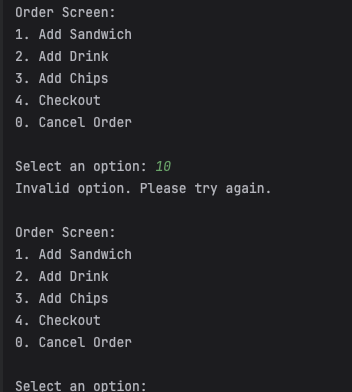 Order Screen:
1. Add Sandwich
2. Add Drink
3. Add Chips
4. Checkout
0. Cancel Order
Select an option: 10
Invalid option. Please try again.
Order Screen:
1. Add Sandwich
2. Add Drink
3. Add Chips
4. Checkout
0. Cancel Order
Select an option: